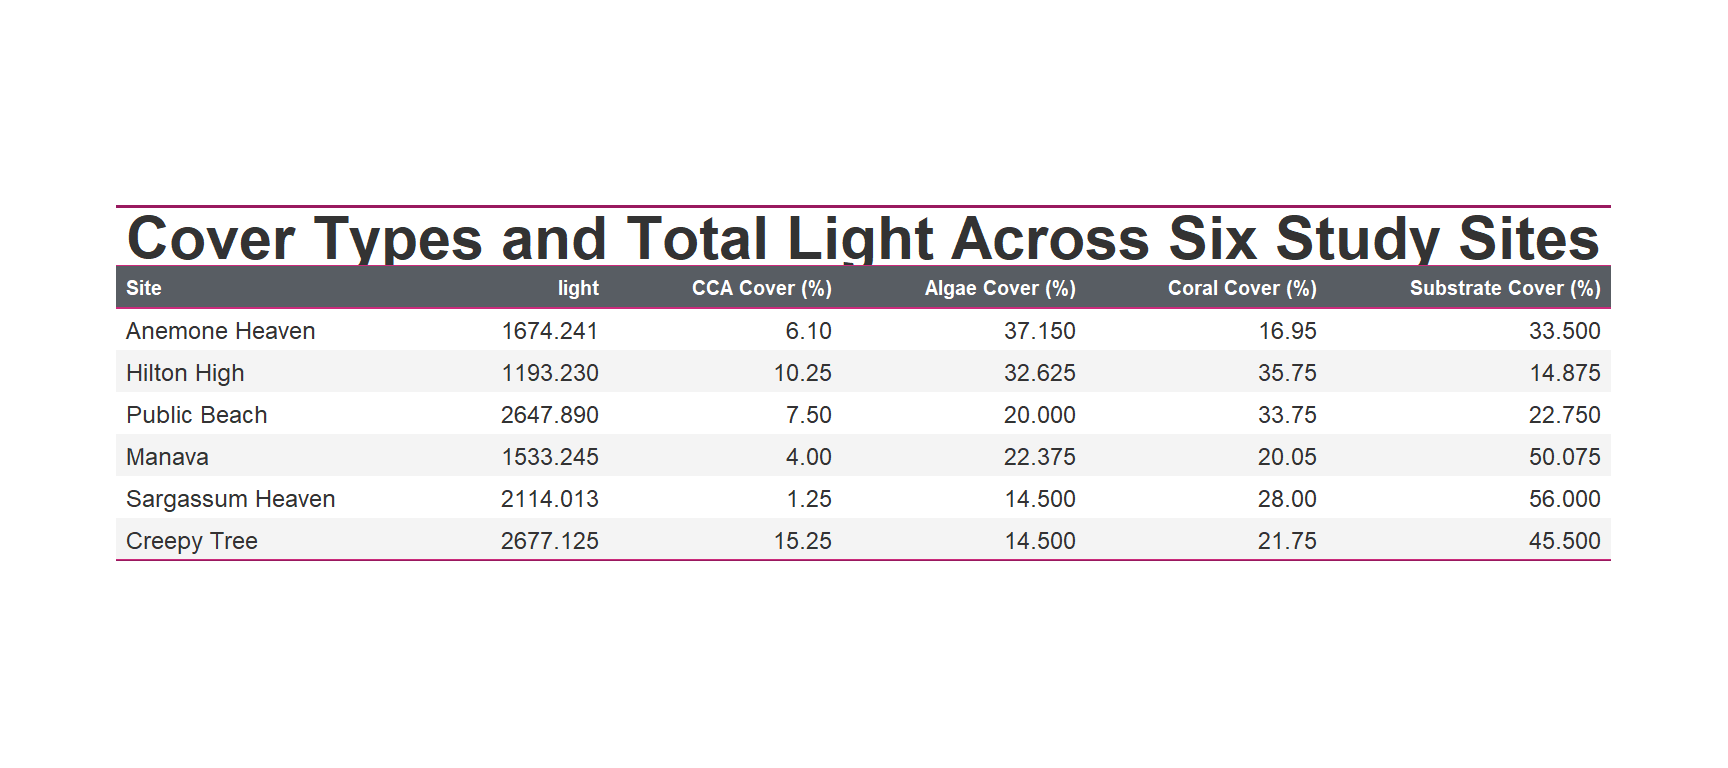 Cover Types and Total Light Across Six Study Sites
Site light CCA Cover (%) Algae Cover (%) Coral Cover (%) Substrate Cover (%)
Anemone Heaven 1674.241 6.10 37.150 16.95 33.500
Hilton High 1193.230 10.25 32.625 35.75 14.875
Public Beach 2647.890 7.50 20.000 33.75 22.750
Manava 1533.245 4.00 22.375 20.05 50.075
Sargassum Heaven 2114.013 1.25 14.500 28.00 56.000
Creepy Tree 2677.125 15.25 14.500 21.75 45.500